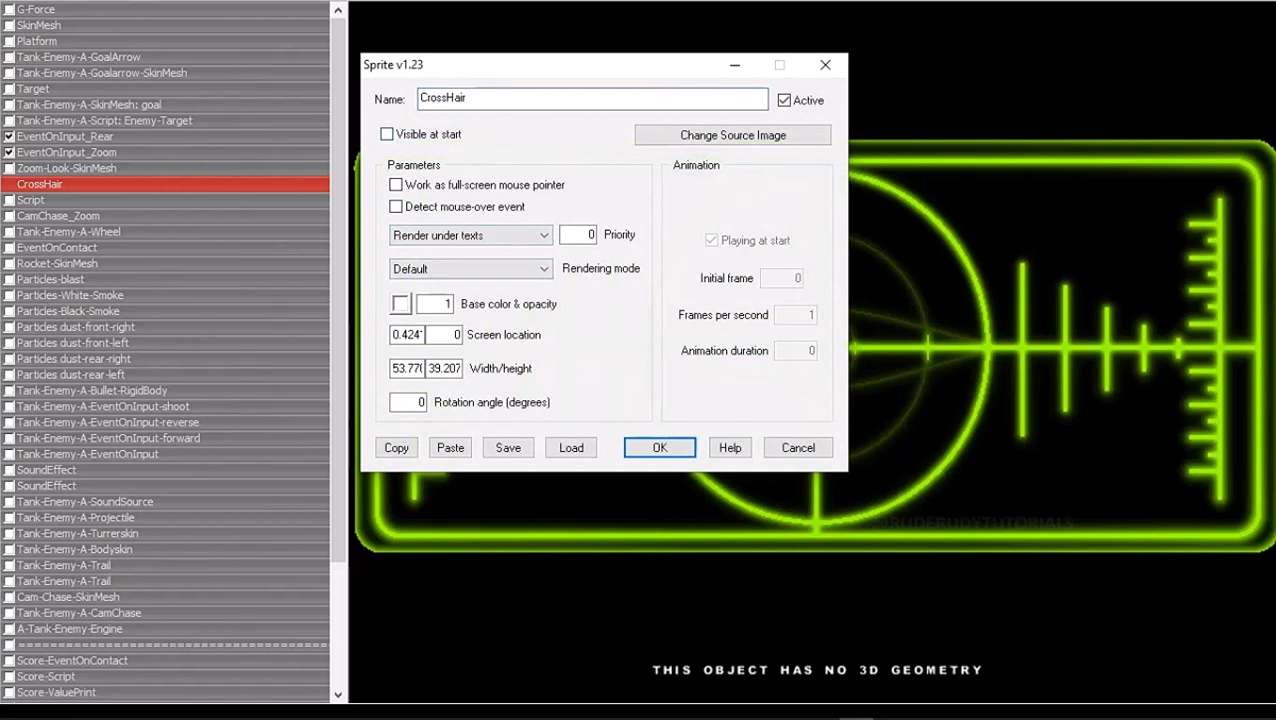 G-Force
SkinMesh
Platform
Tank-Enemy-A-GoalArrow
Tank-Enemy-A-Goalarrow-SkinMesh
Target
Tank-Enemy-A-SkinMesh: goal
Tank-Enemy-A-Script: Enemy-Target
EventOnInput_Rear
EventOnInput_Zoom
Zoom-Look-SkinMesh
CrossHair
Script
CamChase_Zoom
Tank-Enemy-A-Wheel
EventOnContact
Rocket-SkinMesh
Particles-blast
Particles-White-Smoke
Particles-Black-Smoke
Particles dust-front-right
Particles dust-front-left
Particles dust-rear-right
Particles dust-rear-left
Tank-Enemy-A-Bullet-RigidBody
Tank-Enemy-A-EventOnInput-shoot
Tank-Enemy-A-EventOnInput-reverse
Tank-Enemy-A-EventOnInput-forward
Tank-Enemy-A-EventOnInput
SoundEffect
SoundEffect
Tank-Enemy-A-SoundSource
Tank-Enemy-A-Projectile
Tank-Enemy-A-Turrerskin
Tank-Enemy-A-Bodyskin
Tank-Enemy-A-Trail
Tank-Enemy-A-Trail
Cam-Chase-SkinMesh
Tank-Enemy-A-CamChase
A-Tank-Enemy-Engine
Score-EventOnContact
Score-Script
Score-ValuePrint
Sprite v1.23
Name: CrossHair Active
Visible at start Change Source Image
Parameters
Work as full-screen mouse pointer
Detect mouse-over event
Render under texts 0 Priority
Default Rendering mode
1 Base color & opacity
0.424 0 Screen location
53.77 39.207 Width/height
0 Rotation angle (degrees)
Animation
Playing at start
Initial frame 0
Frames per second 1
Animation duration 0
Copy Paste Save Load OK Help Cancel
RUDERUDYTUTORIALS
THIS OBJECT HAS NO 3D GEOMETRY